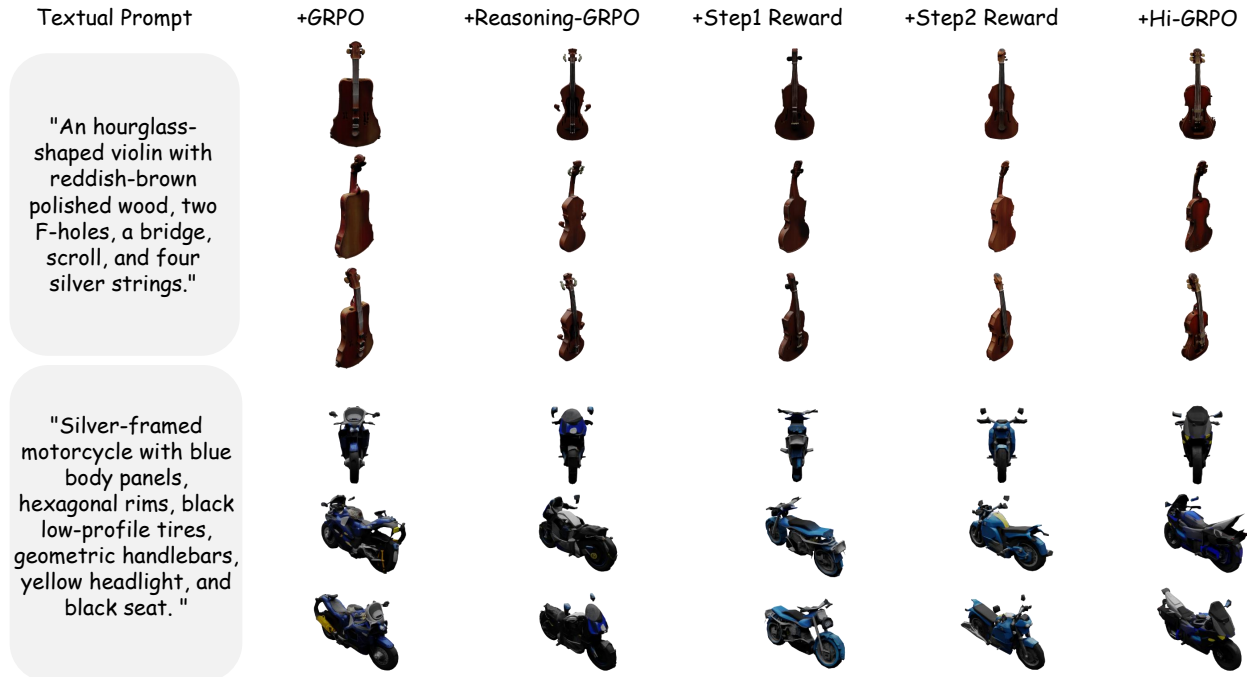 Textual Prompt
+GRPO
+Reasoning-GRPO
+Step1 Reward
+Step2 Reward
+Hi-GRPO
"An hourglass-
shaped violin with
reddish-brown
polished wood, two
F-holes, a bridge,
scroll, and four
silver strings."
"Silver-framed
motorcycle with blue
body panels,
hexagonal rims, black
low-profile tires,
geometric handlebars,
yellow headlight, and
black seat. "